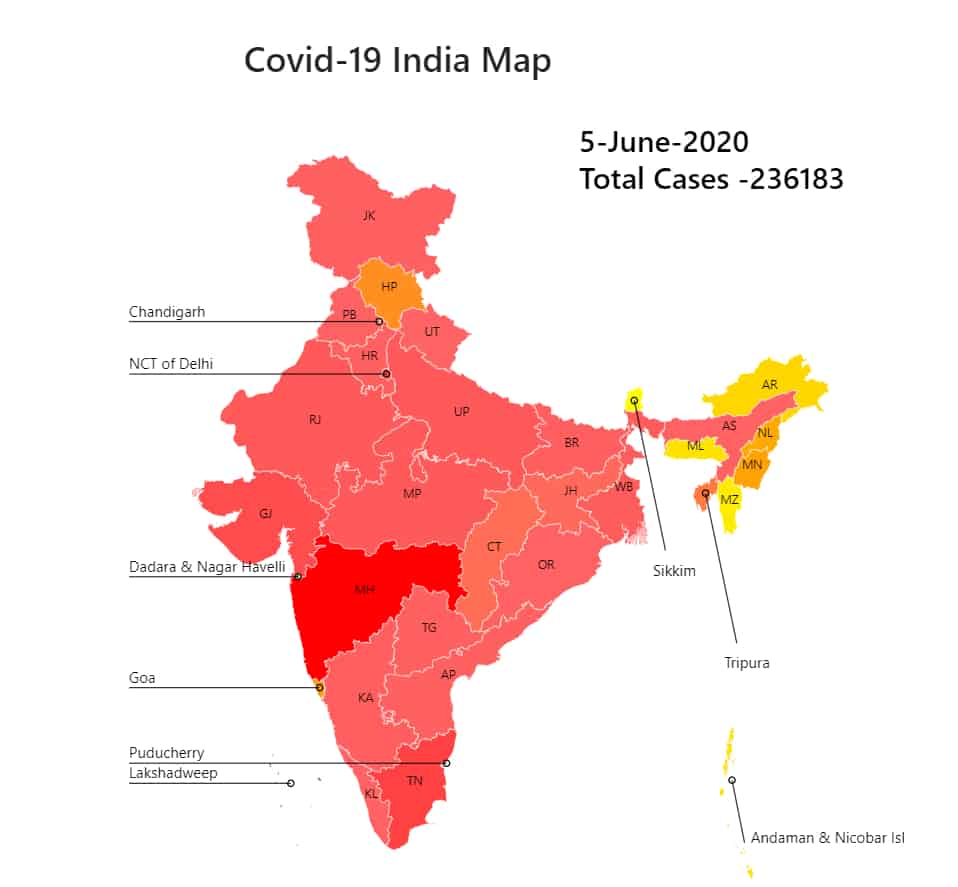 Covid-19 India Map
5-June-2020
Total Cases -236183
JK
HP
Chandigarh
PB
UT
HR
NCT of Delhi
AR
UP
RJ
AS
NL
BR
ML
MN
MP
JH
WB
MZ
GJ
CT
OR
Dadara & Nagar Havelli
Sikkim
MH
TG
Tripura
AP
Goa
KA
Puducherry
Lakshadweep
TN
KL
Andaman & Nicobar Isl